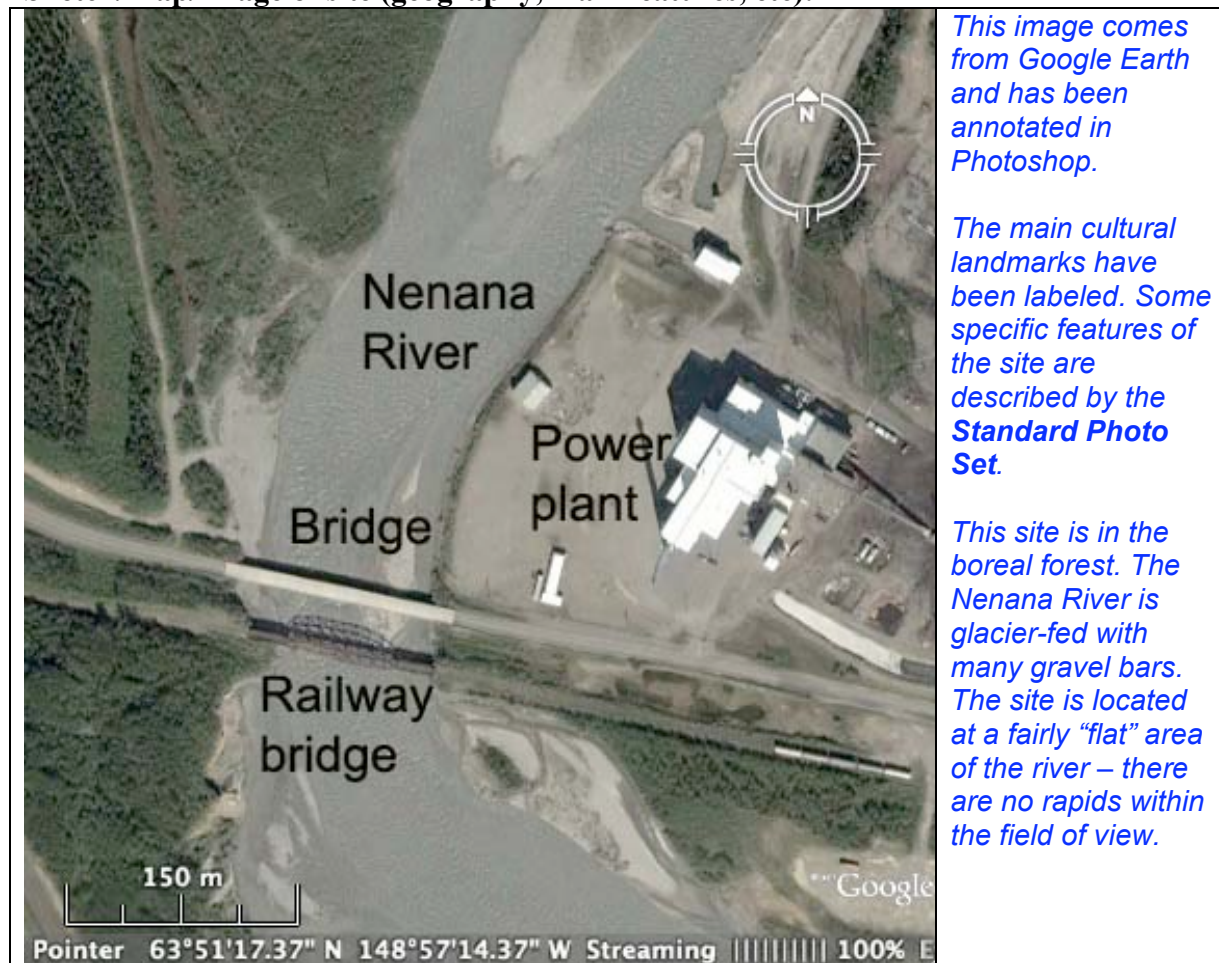 N
Nenana
River
Power
plant
Bridge
Railway
bridge
150 m
Google
Pointer 63°51'17.37" N 148°57'14.37" W Streaming |||||||||| 100% E
This image comes
from Google Earth
and has been
annotated in
Photoshop.
The main cultural
landmarks have
been labeled. Some
specific features of
the site are
described by the
Standard Photo
Set.
This site is in the
boreal forest. The
Nenana River is
glacier-fed with
many gravel bars.
The site is located
at a fairly “flat” area
of the river – there
are no rapids within
the field of view.